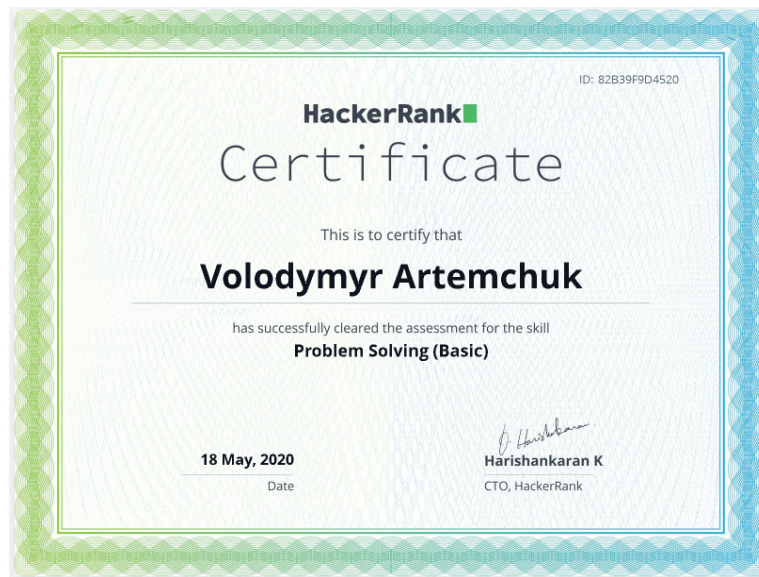 ID: 82B39F9D4520
HackerRank
Certificate
This is to certify that
Volodymyr Artemchuk
has successfully cleared the assessment for the skill
Problem Solving (Basic)
18 May, 2020
Date
Harishankaran K
CTO, HackerRank